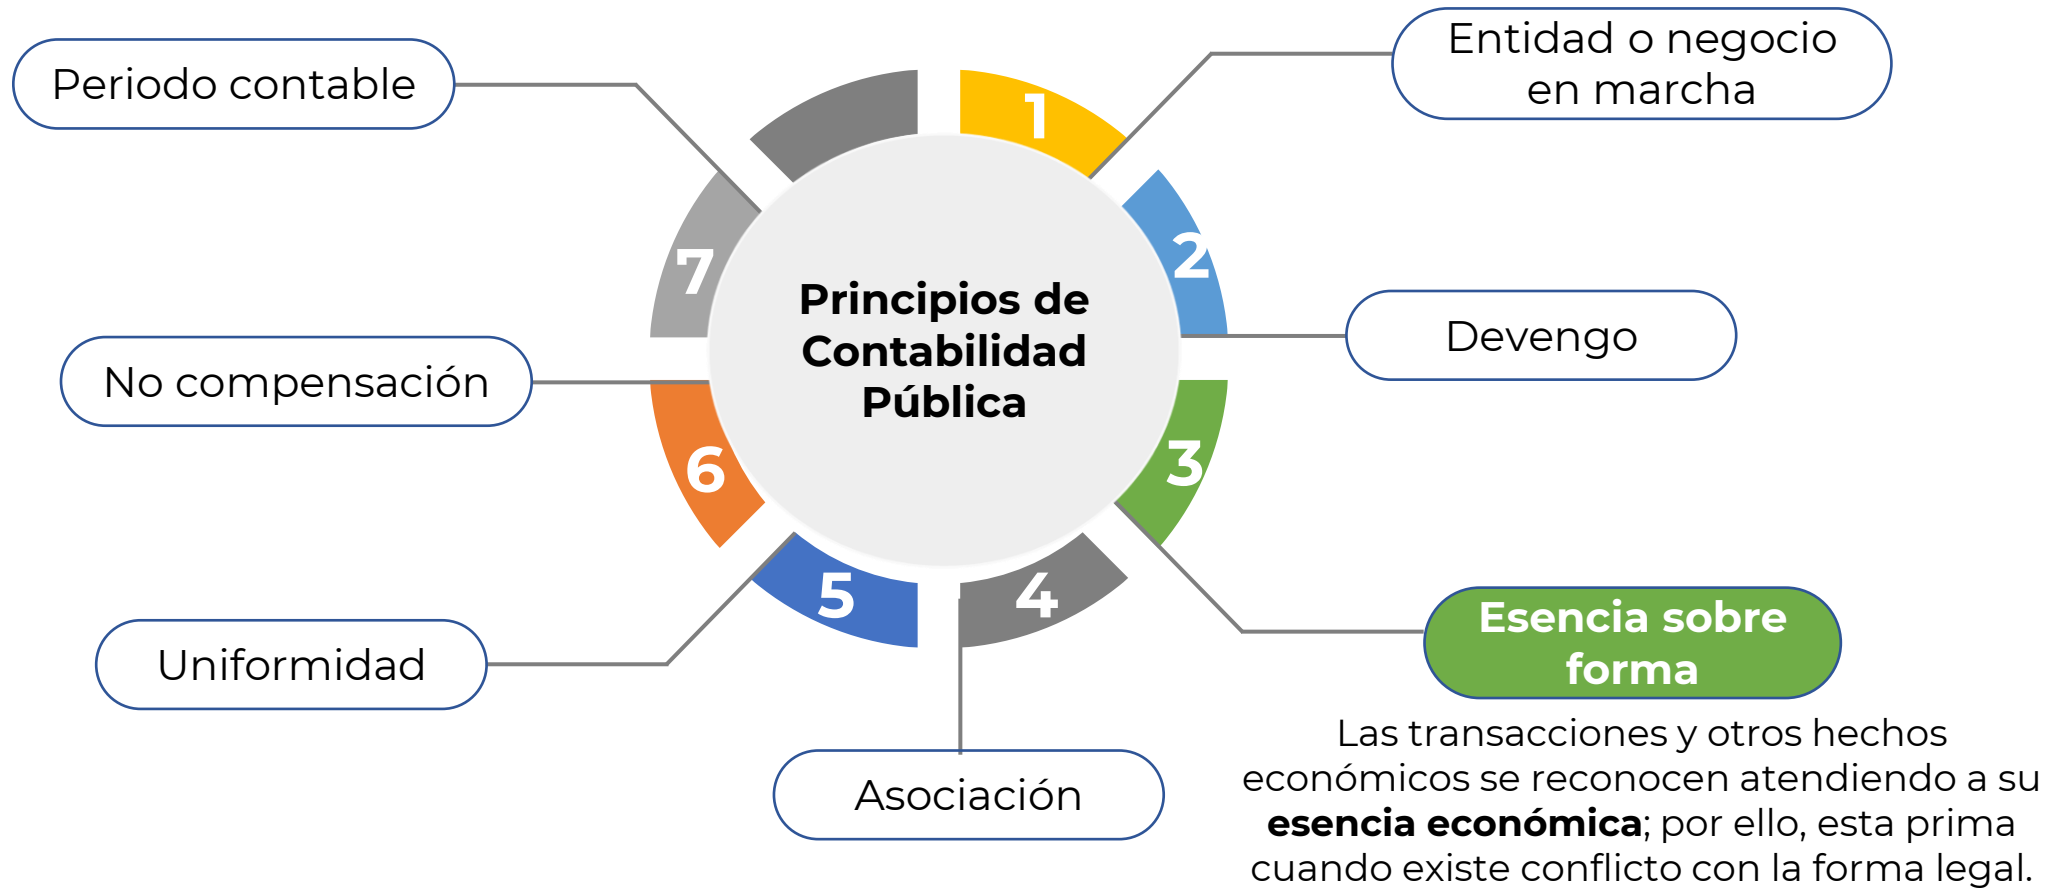 Principios de
Contabilidad
Pública
1
Entidad o negocio
en marcha
2
Devengo
3
Esencia sobre
forma
Las transacciones y otros hechos
económicos se reconocen atendiendo a su
esencia económica; por ello, esta prima
cuando existe conflicto con la forma legal.
4
Asociación
5
Uniformidad
6
No compensación
7
Periodo contable